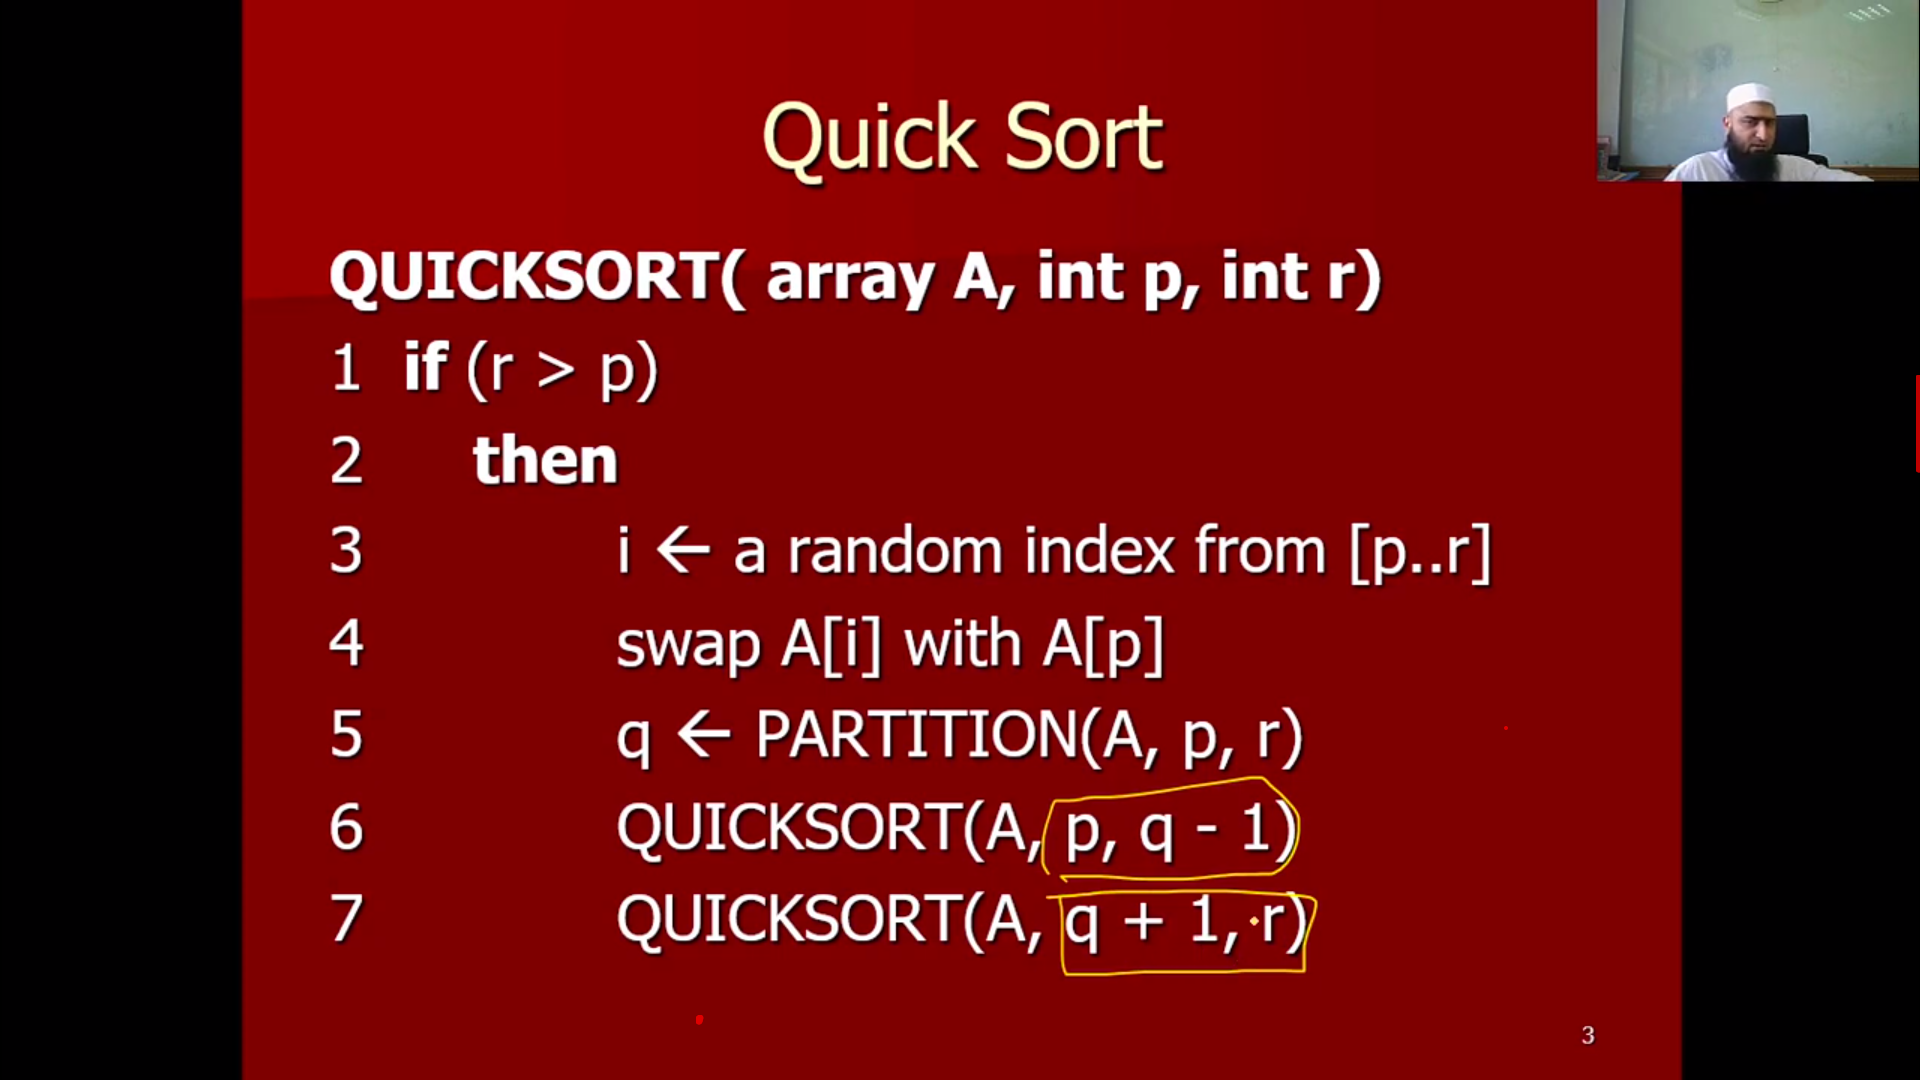 Quick Sort
QUICKSORT( array A, int p, int r)
1 if (r > p)
2 then
3 i ← a random index from [p..r]
4 swap A[i] with A[p]
5 q ← PARTITION(A, p, r)
6 QUICKSORT(A, p, q - 1)
7 QUICKSORT(A, q + 1, r)
3